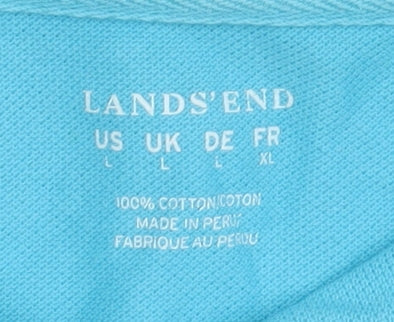 LANDS' END
US UK DE FR
L L L XL
100% COTTON/COTON
MADE IN PERU/
FABRIQUE AU PEROU